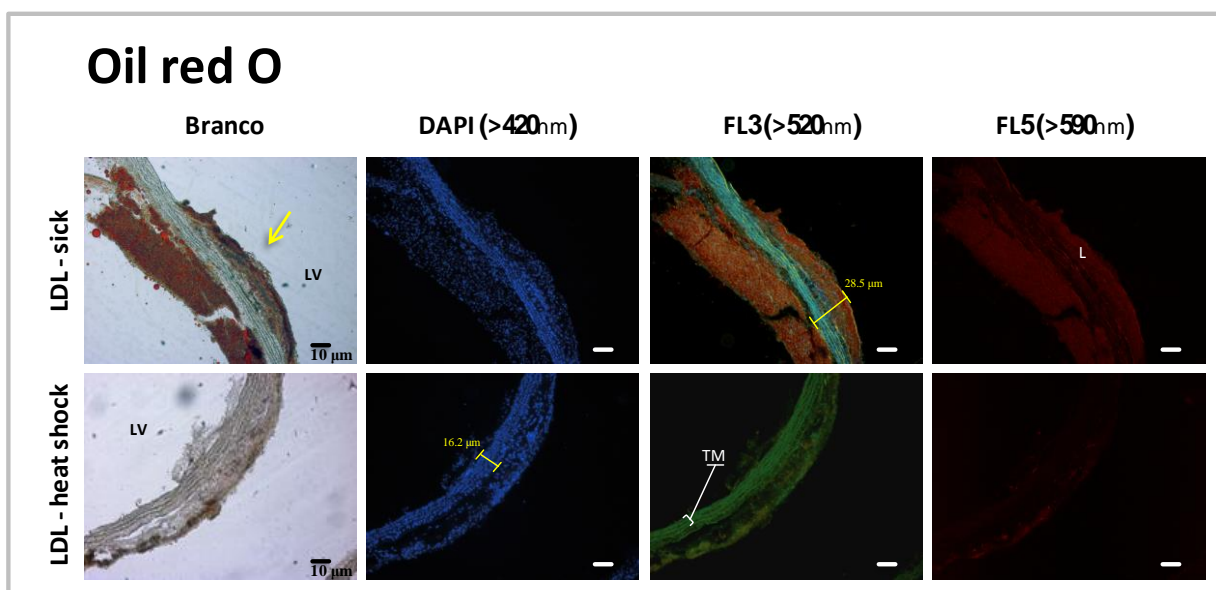 Oil red O
Branco
DAPI (>420nm)
FL3(>520nm)
FL5(>590nm)
LDL - sick
LV
10 µm
28.5 µm
L
LDL - heat shock
LV
10 µm
16.2 µm
TM